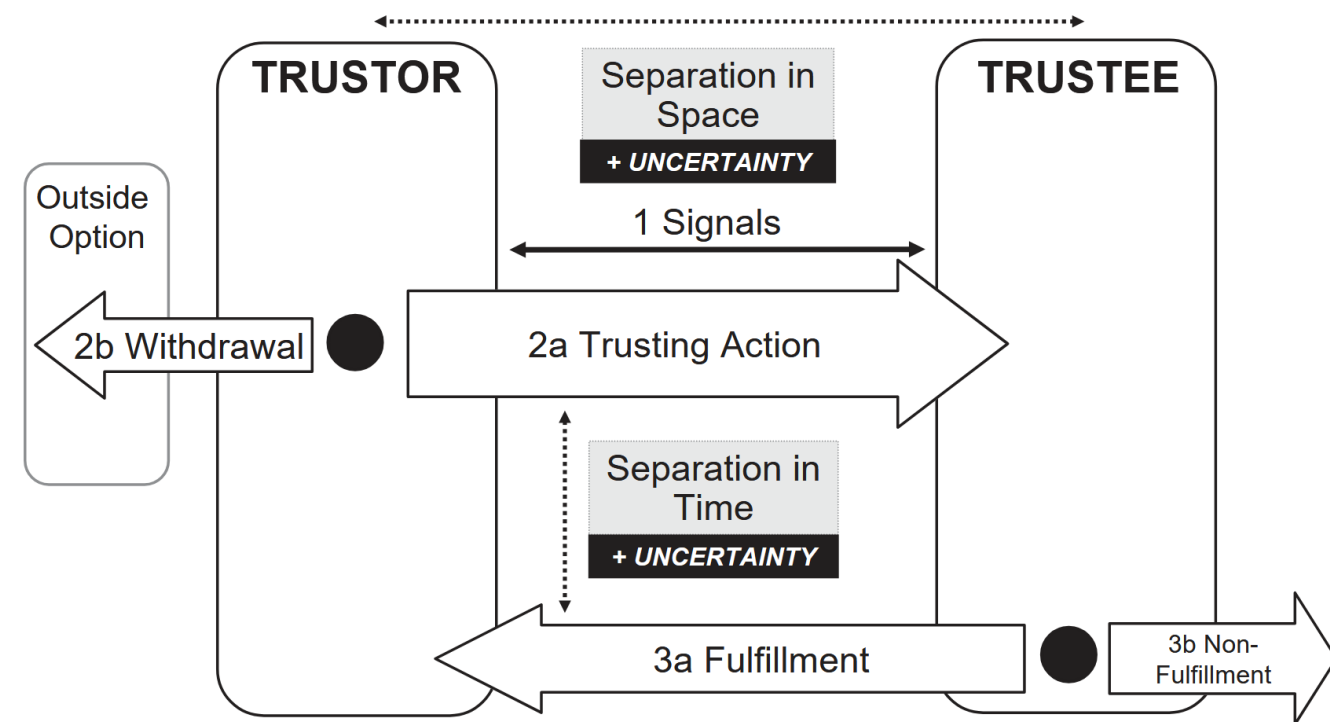 TRUSTOR
Separation in
Space
+ UNCERTAINTY
TRUSTEE
Outside
Option
1 Signals
2b Withdrawal
2a Trusting Action
Separation in
Time
+ UNCERTAINTY
3a Fulfillment
3b Non-
Fulfillment